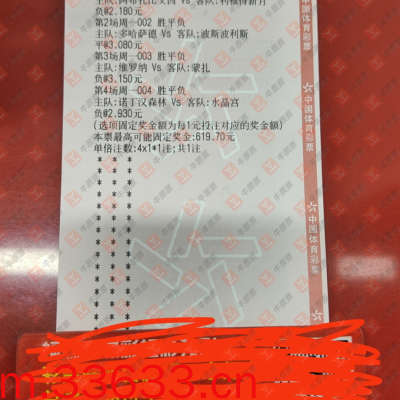 负@2.180元
第2场周一002 胜平负
主队:多哈萨德 Vs 客队:波斯波利斯
平@3.080元
第3场周一003 胜平负
主队:维罗纳 Vs 客队:蒙扎
负@3.150元
第4场周一004 胜平负
主队:诺丁汉森林 Vs 客队:水晶宫
负@2.930元
(选项固定奖金额为每1元投注对应的奖金额)
本票最高可能固定奖金:619.70元
单倍注数:4x1*1注;共1注
中国体育彩票
中国体育彩票
m.33633.cn